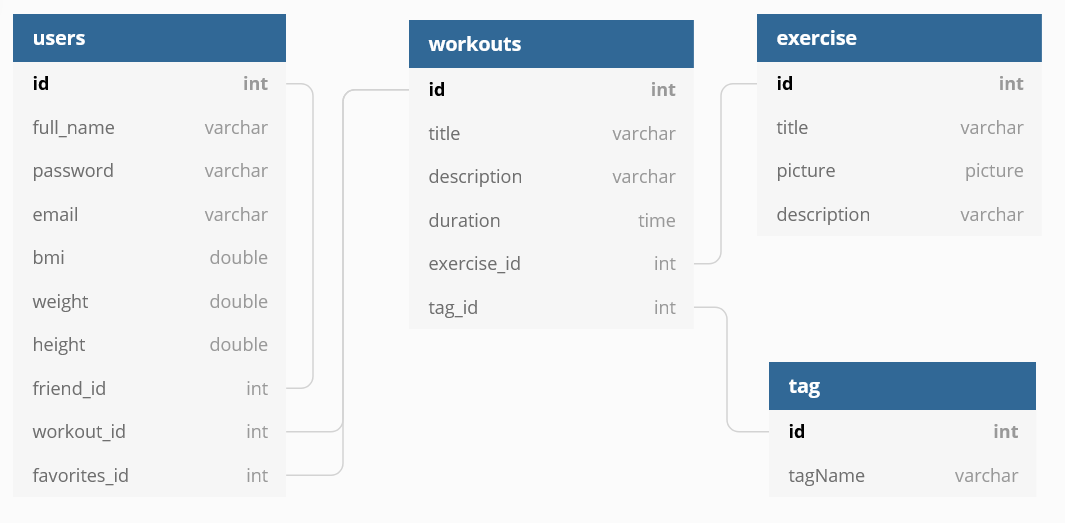 users
id int
full_name varchar
password varchar
email varchar
bmi double
weight double
height double
friend_id int
workout_id int
favorites_id int
workouts
id int
title varchar
description varchar
duration time
exercise_id int
tag_id int
exercise
id int
title varchar
picture picture
description varchar
tag
id int
tagName varchar